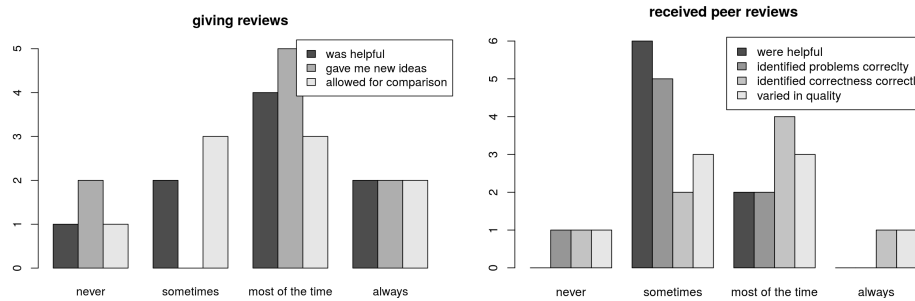 giving reviews
5
4
3
2
1
0
was helpful
gave me new ideas
allowed for comparison
never sometimes most of the time always
received peer reviews
6
5
4
3
2
1
0
were helpful
identified problems correclty
identified correctness correctl
varied in quality
never sometimes most of the time always